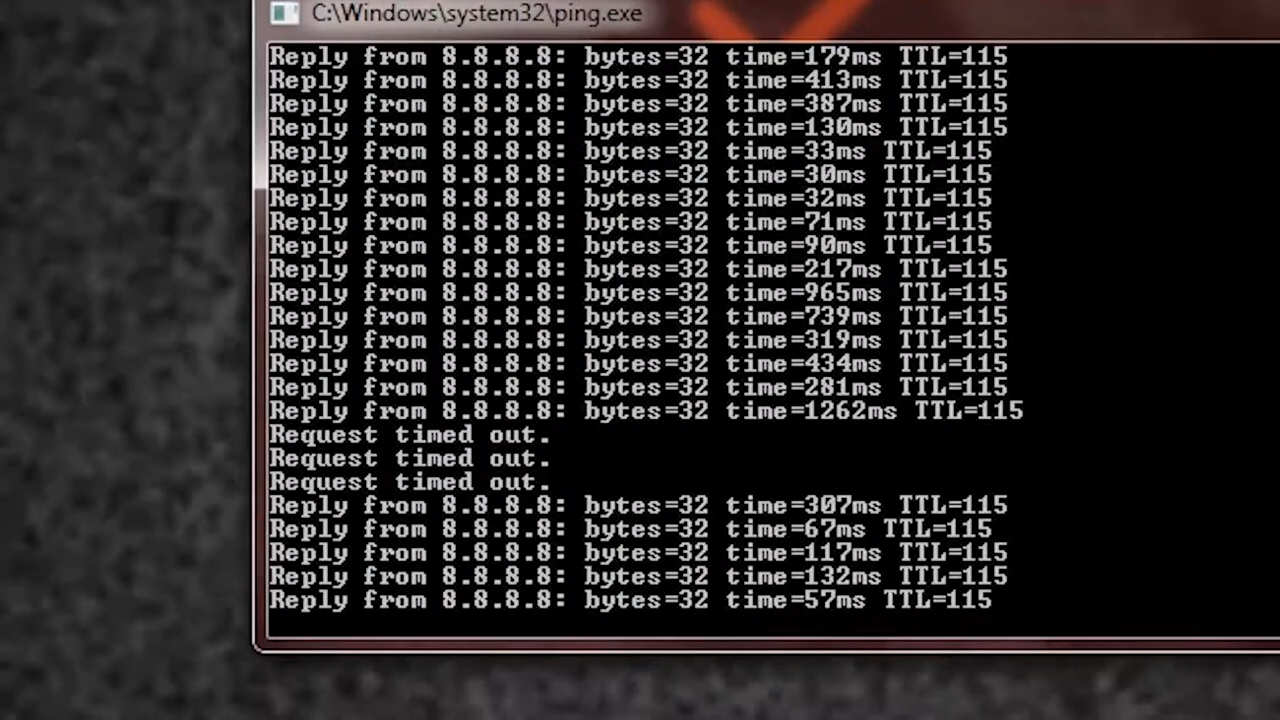 C:\Windows\system32\ping.exe
Reply from 8.8.8.8: bytes=32 time=179ms TTL=115
Reply from 8.8.8.8: bytes=32 time=413ms TTL=115
Reply from 8.8.8.8: bytes=32 time=387ms TTL=115
Reply from 8.8.8.8: bytes=32 time=130ms TTL=115
Reply from 8.8.8.8: bytes=32 time=33ms TTL=115
Reply from 8.8.8.8: bytes=32 time=30ms TTL=115
Reply from 8.8.8.8: bytes=32 time=32ms TTL=115
Reply from 8.8.8.8: bytes=32 time=71ms TTL=115
Reply from 8.8.8.8: bytes=32 time=90ms TTL=115
Reply from 8.8.8.8: bytes=32 time=217ms TTL=115
Reply from 8.8.8.8: bytes=32 time=965ms TTL=115
Reply from 8.8.8.8: bytes=32 time=739ms TTL=115
Reply from 8.8.8.8: bytes=32 time=319ms TTL=115
Reply from 8.8.8.8: bytes=32 time=434ms TTL=115
Reply from 8.8.8.8: bytes=32 time=281ms TTL=115
Reply from 8.8.8.8: bytes=32 time=1262ms TTL=115
Request timed out.
Request timed out.
Request timed out.
Reply from 8.8.8.8: bytes=32 time=307ms TTL=115
Reply from 8.8.8.8: bytes=32 time=67ms TTL=115
Reply from 8.8.8.8: bytes=32 time=117ms TTL=115
Reply from 8.8.8.8: bytes=32 time=132ms TTL=115
Reply from 8.8.8.8: bytes=32 time=57ms TTL=115